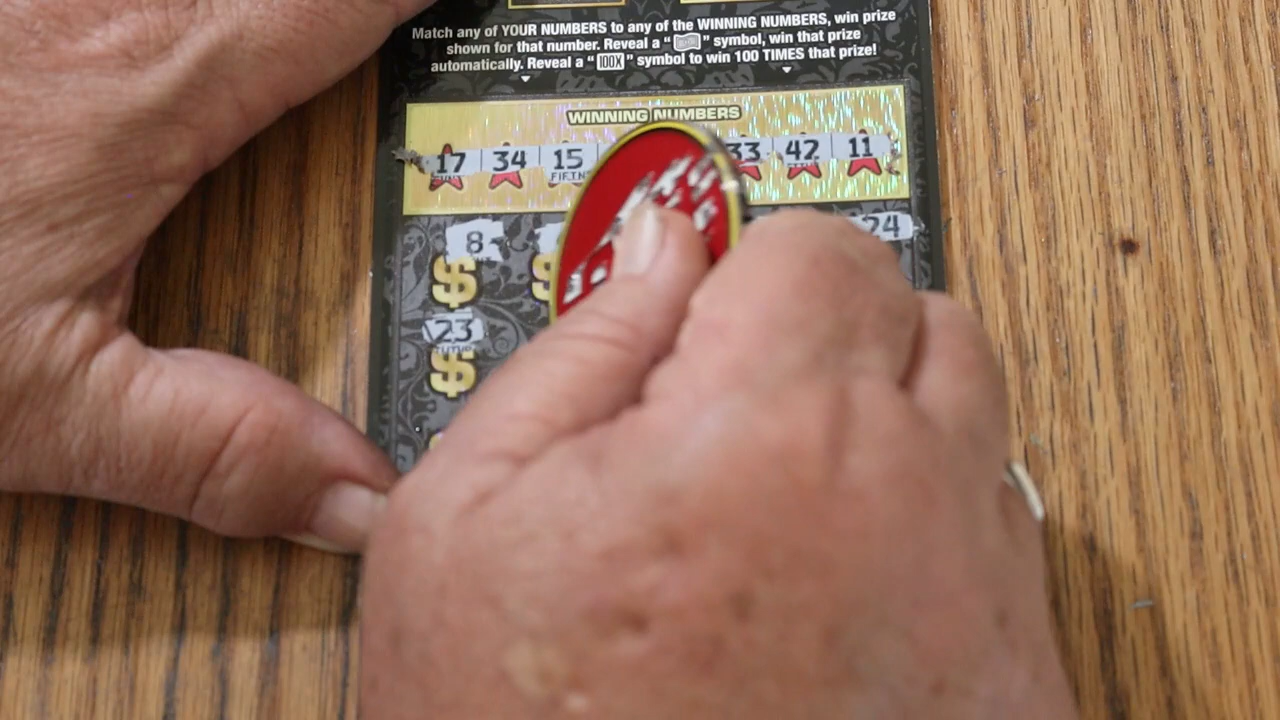 Match any of YOUR NUMBERS to any of the WINNING NUMBERS, win prize
shown for that number. Reveal a " " symbol, win that prize
automatically. Reveal a "100X" symbol to win 100 TIMES that prize!
WINNING NUMBERS
17 34 15 33 42 11
FIFTN
8 24
$ $
23
$